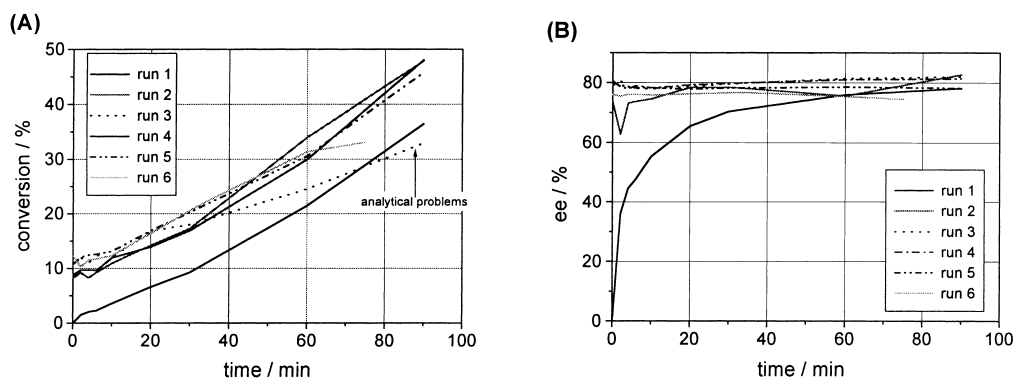 (A)
conversion / %
50
40
30
20
10
0
run 1
run 2
run 3
run 4
run 5
run 6
analytical problems
0 20 40 60 80 100
time / min
(B)
ee / %
80
60
40
20
0
run 1
run 2
run 3
run 4
run 5
run 6
0 20 40 60 80 100
time / min